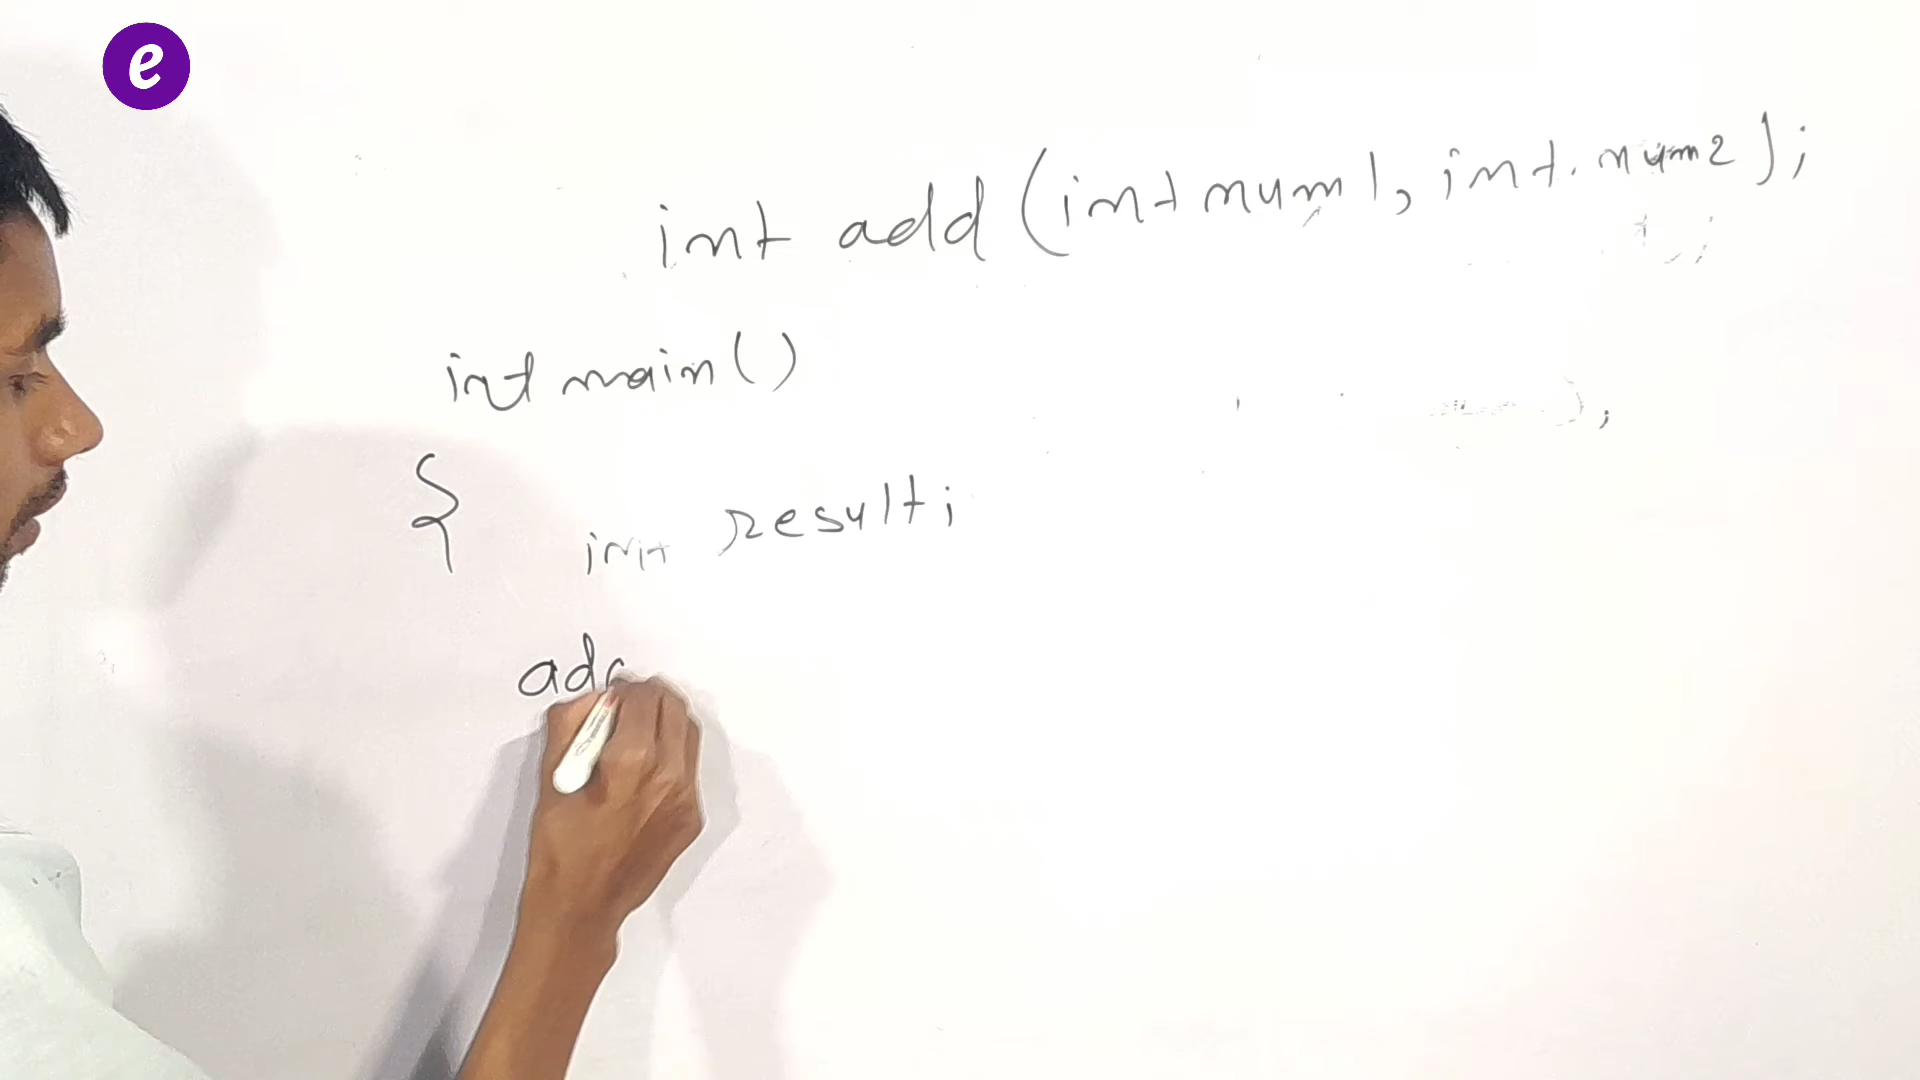 e
int add (int num1, int. num2);
int main()
{
int result;
ad